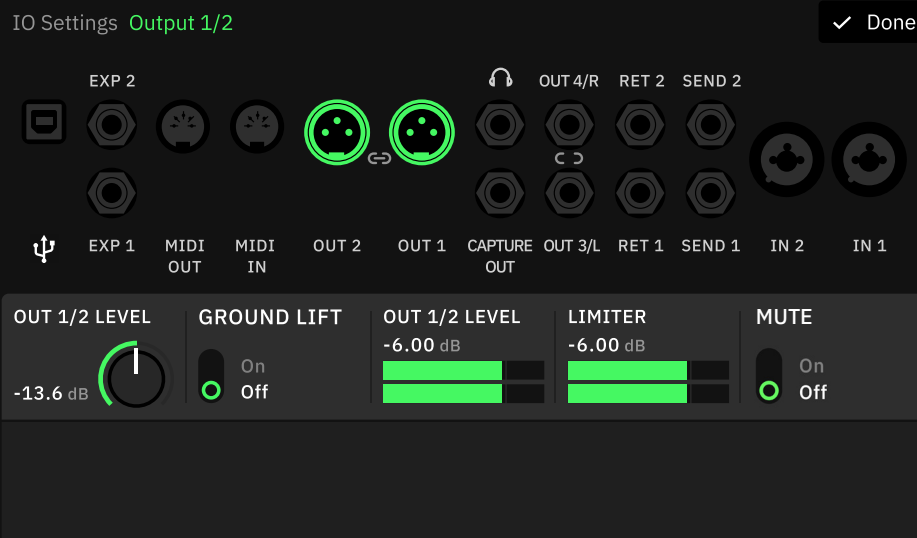 IO Settings Output 1/2
Done
EXP 2
OUT 4/R
RET 2
SEND 2
EXP 1
MIDI
OUT
MIDI
IN
OUT 2
OUT 1
CAPTURE
OUT
OUT 3/L
RET 1
SEND 1
IN 2
IN 1
OUT 1/2 LEVEL
-13.6 dB
GROUND LIFT
On
Off
OUT 1/2 LEVEL
-6.00 dB
LIMITER
-6.00 dB
MUTE
On
Off